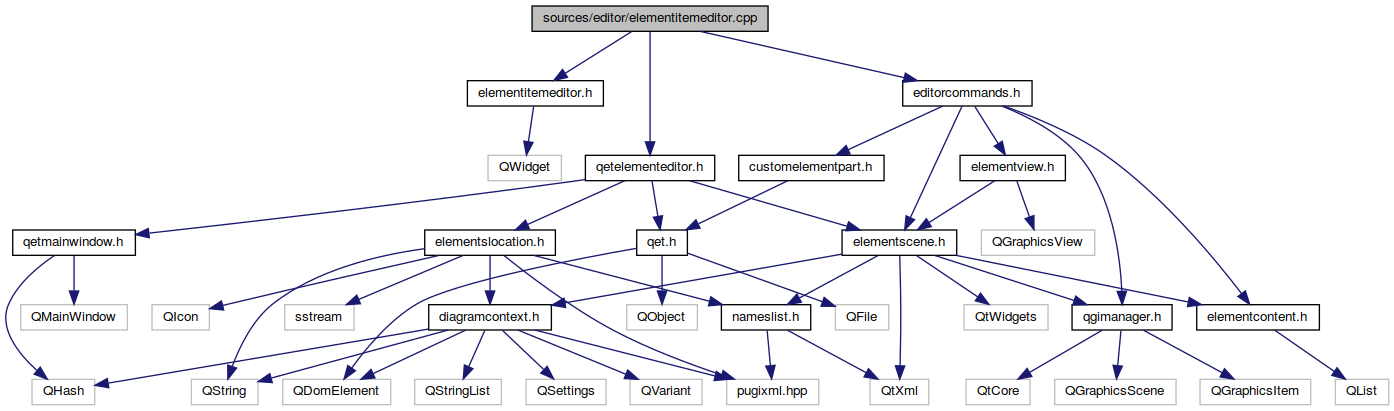 sources/editor/elementitemeditor.cpp
elementitemeditor.h
editorcommands.h
QWidget
qetelementeditor.h
customelementpart.h
elementview.h
qetmainwindow.h
elementslocation.h
qet.h
elementscene.h
QGraphicsView
QMainWindow
QIcon
sstream
diagramcontext.h
QObject
nameslist.h
QFile
QtWidgets
qgimanager.h
elementcontent.h
QHash
QString
QDomElement
QStringList
QSettings
QVariant
pugixml.hpp
QtXml
QtCore
QGraphicsScene
QGraphicsItem
QList